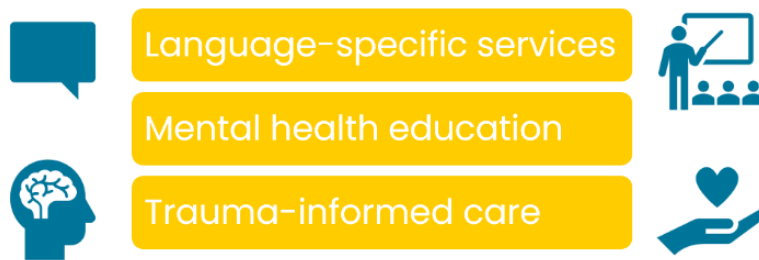 Language-specific services
Mental health education
Trauma-informed care